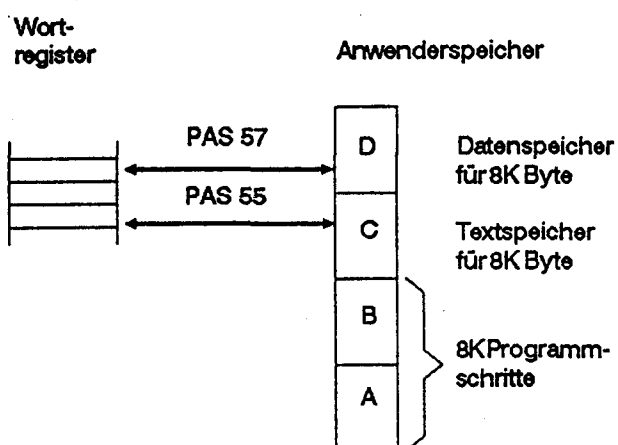 Wort-
register
Anwenderspeicher
PAS 57
D
Datenspeicher
für 8K Byte
PAS 55
C
Textspeicher
für 8K Byte
B
8K Programm-
schritte
A